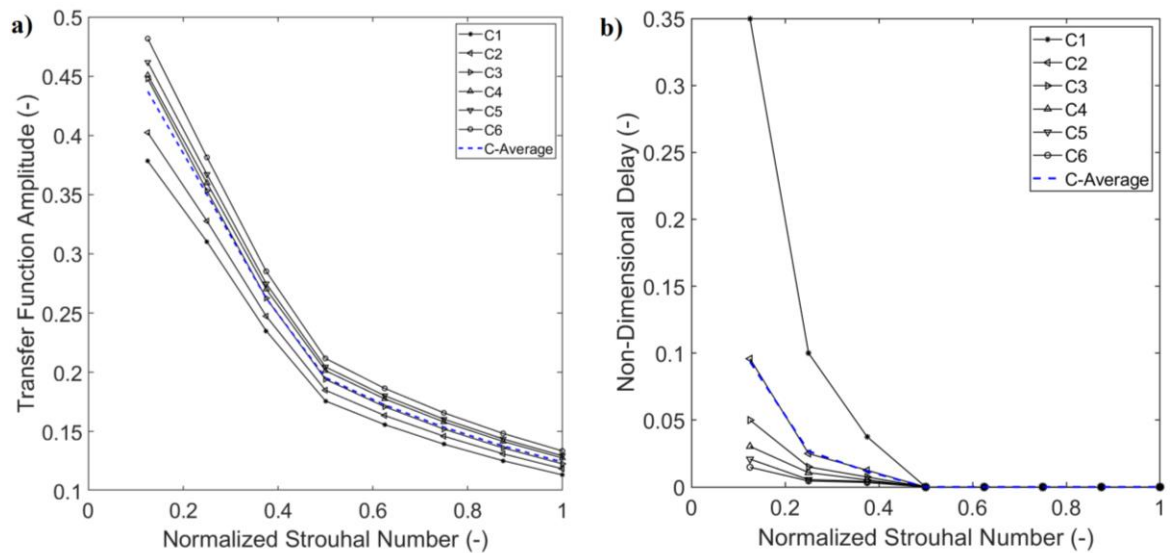 a)
0.5
0.45
0.4
0.35
0.3
0.25
0.2
0.15
0.1
Transfer Function Amplitude (-)
0
0.2
0.4
0.6
0.8
1
Normalized Strouhal Number (-)
C1
C2
C3
C4
C5
C6
C-Average
b)
0.35
0.3
0.25
0.2
0.15
0.1
0.05
0
Non-Dimensional Delay (-)
0
0.2
0.4
0.6
0.8
1
Normalized Strouhal Number (-)
C1
C2
C3
C4
C5
C6
C-Average